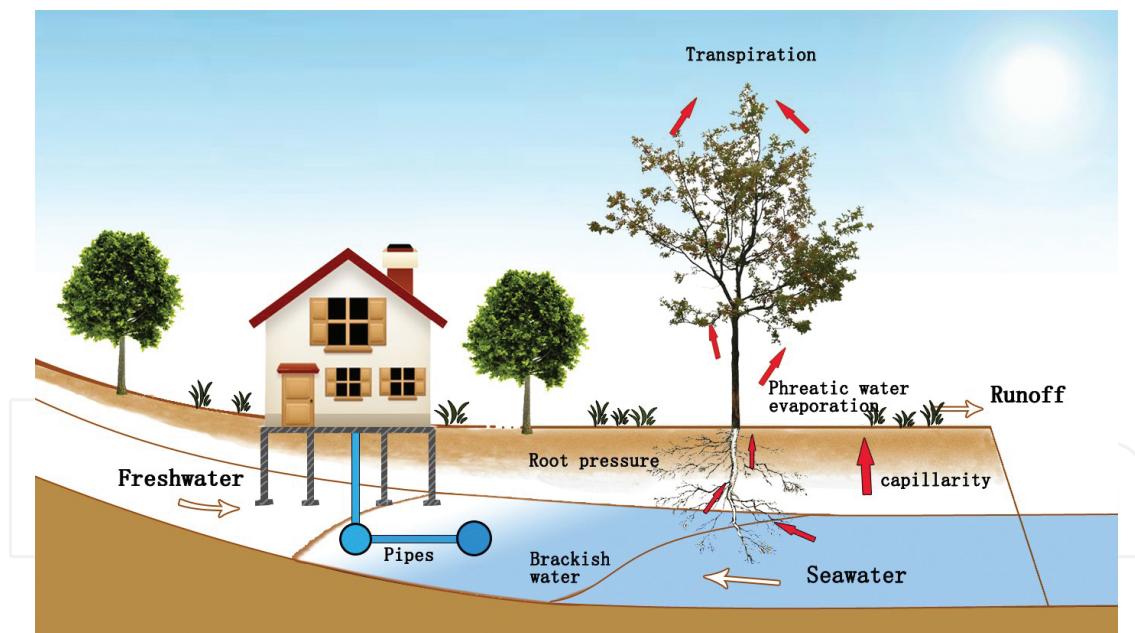 Transpiration
Phreatic water
evaporation
Runoff
Root pressure
Freshwater
capillarity
Pipes
Brackish
water
Seawater